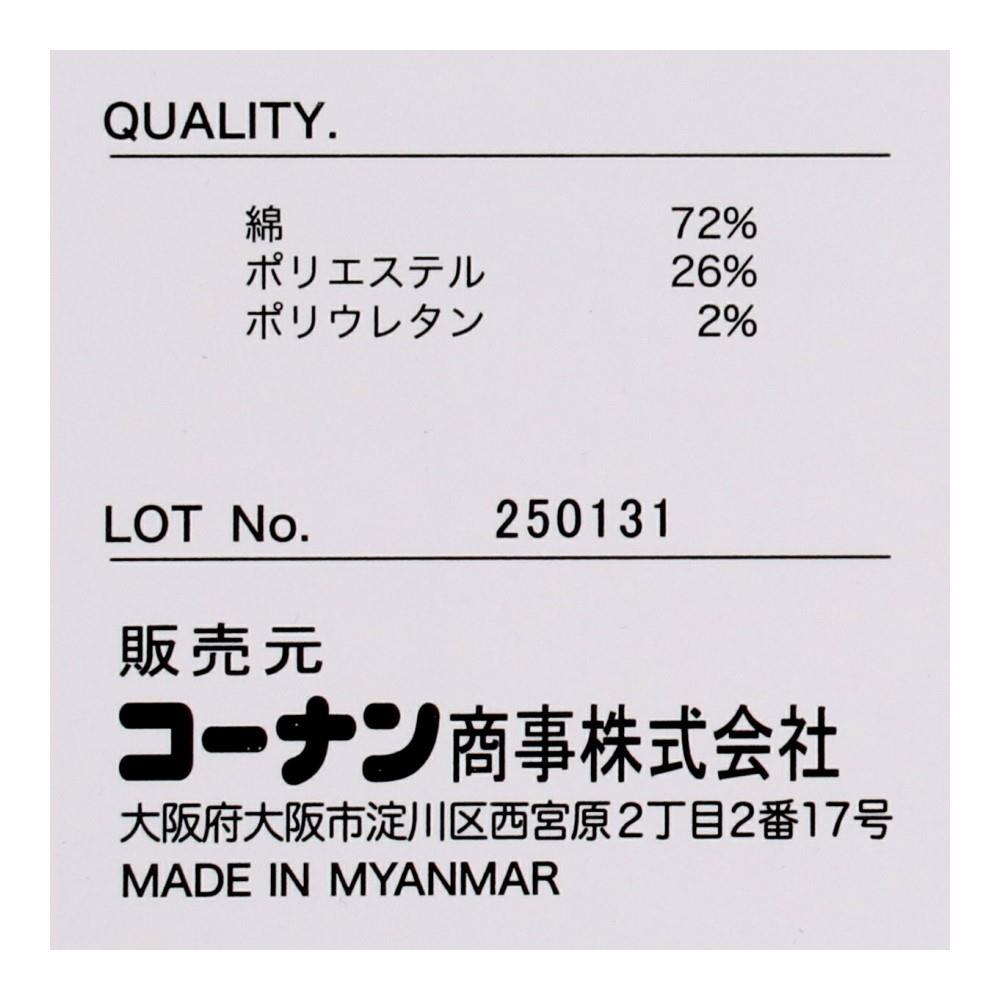 QUALITY.
綿 72%
ポリエステル 26%
ポリウレタン 2%
LOT No. 250131
販売元
コーナン商事株式会社
大阪府大阪市淀川区西宮原2丁目2番17号
MADE IN MYANMAR